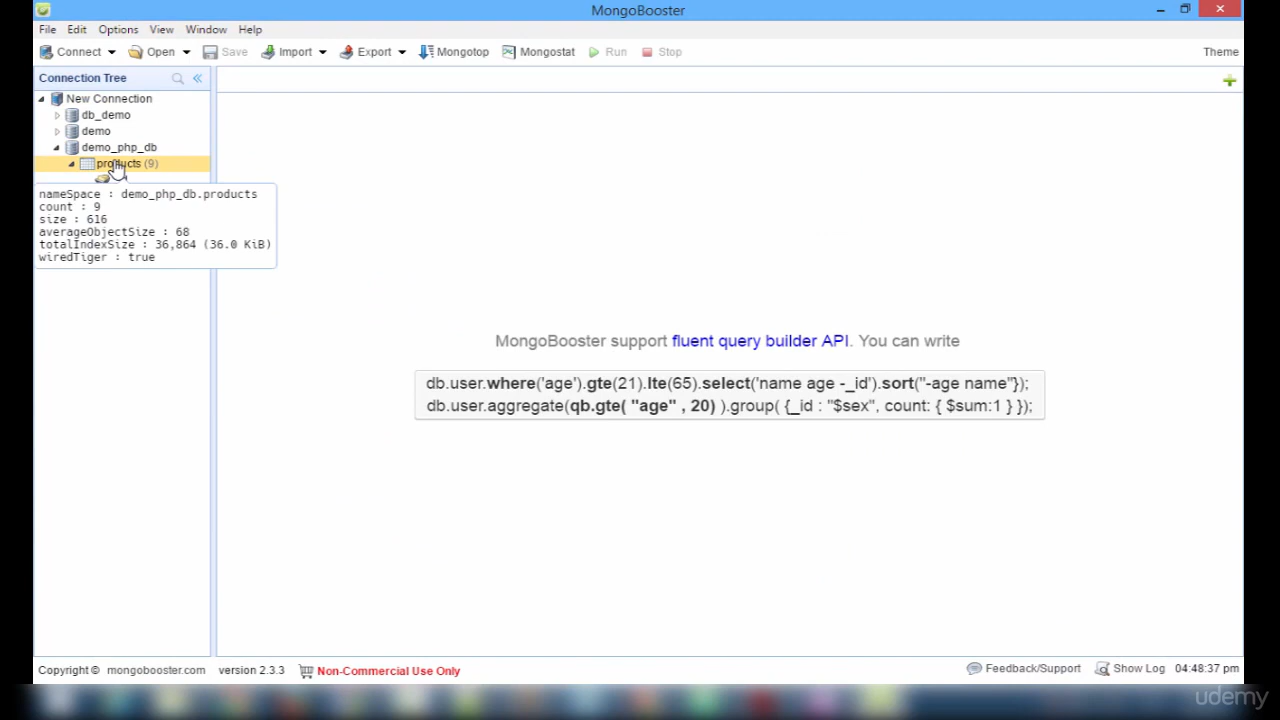 MongoBooster
File Edit Options View Window Help
Connect Open Save Import Export Mongotop Mongostat Run Stop Theme
Connection Tree
New Connection
db_demo
demo
demo_php_db
products (9)
nameSpace : demo_php_db.products
count : 9
size : 616
averageObjectSize : 68
totalIndexSize : 36,864 (36.0 KiB)
wiredTiger : true
MongoBooster support fluent query builder API. You can write
db.user.where('age').gte(21).lte(65).select('name age -_id').sort("-age name"});
db.user.aggregate(qb.gte( "age" , 20) ).group( {_id : "$sex", count: { $sum:1 } });
Copyright © mongobooster.com version 2.3.3 Non-Commercial Use Only Feedback/Support Show Log 04:48:37 pm
udemy